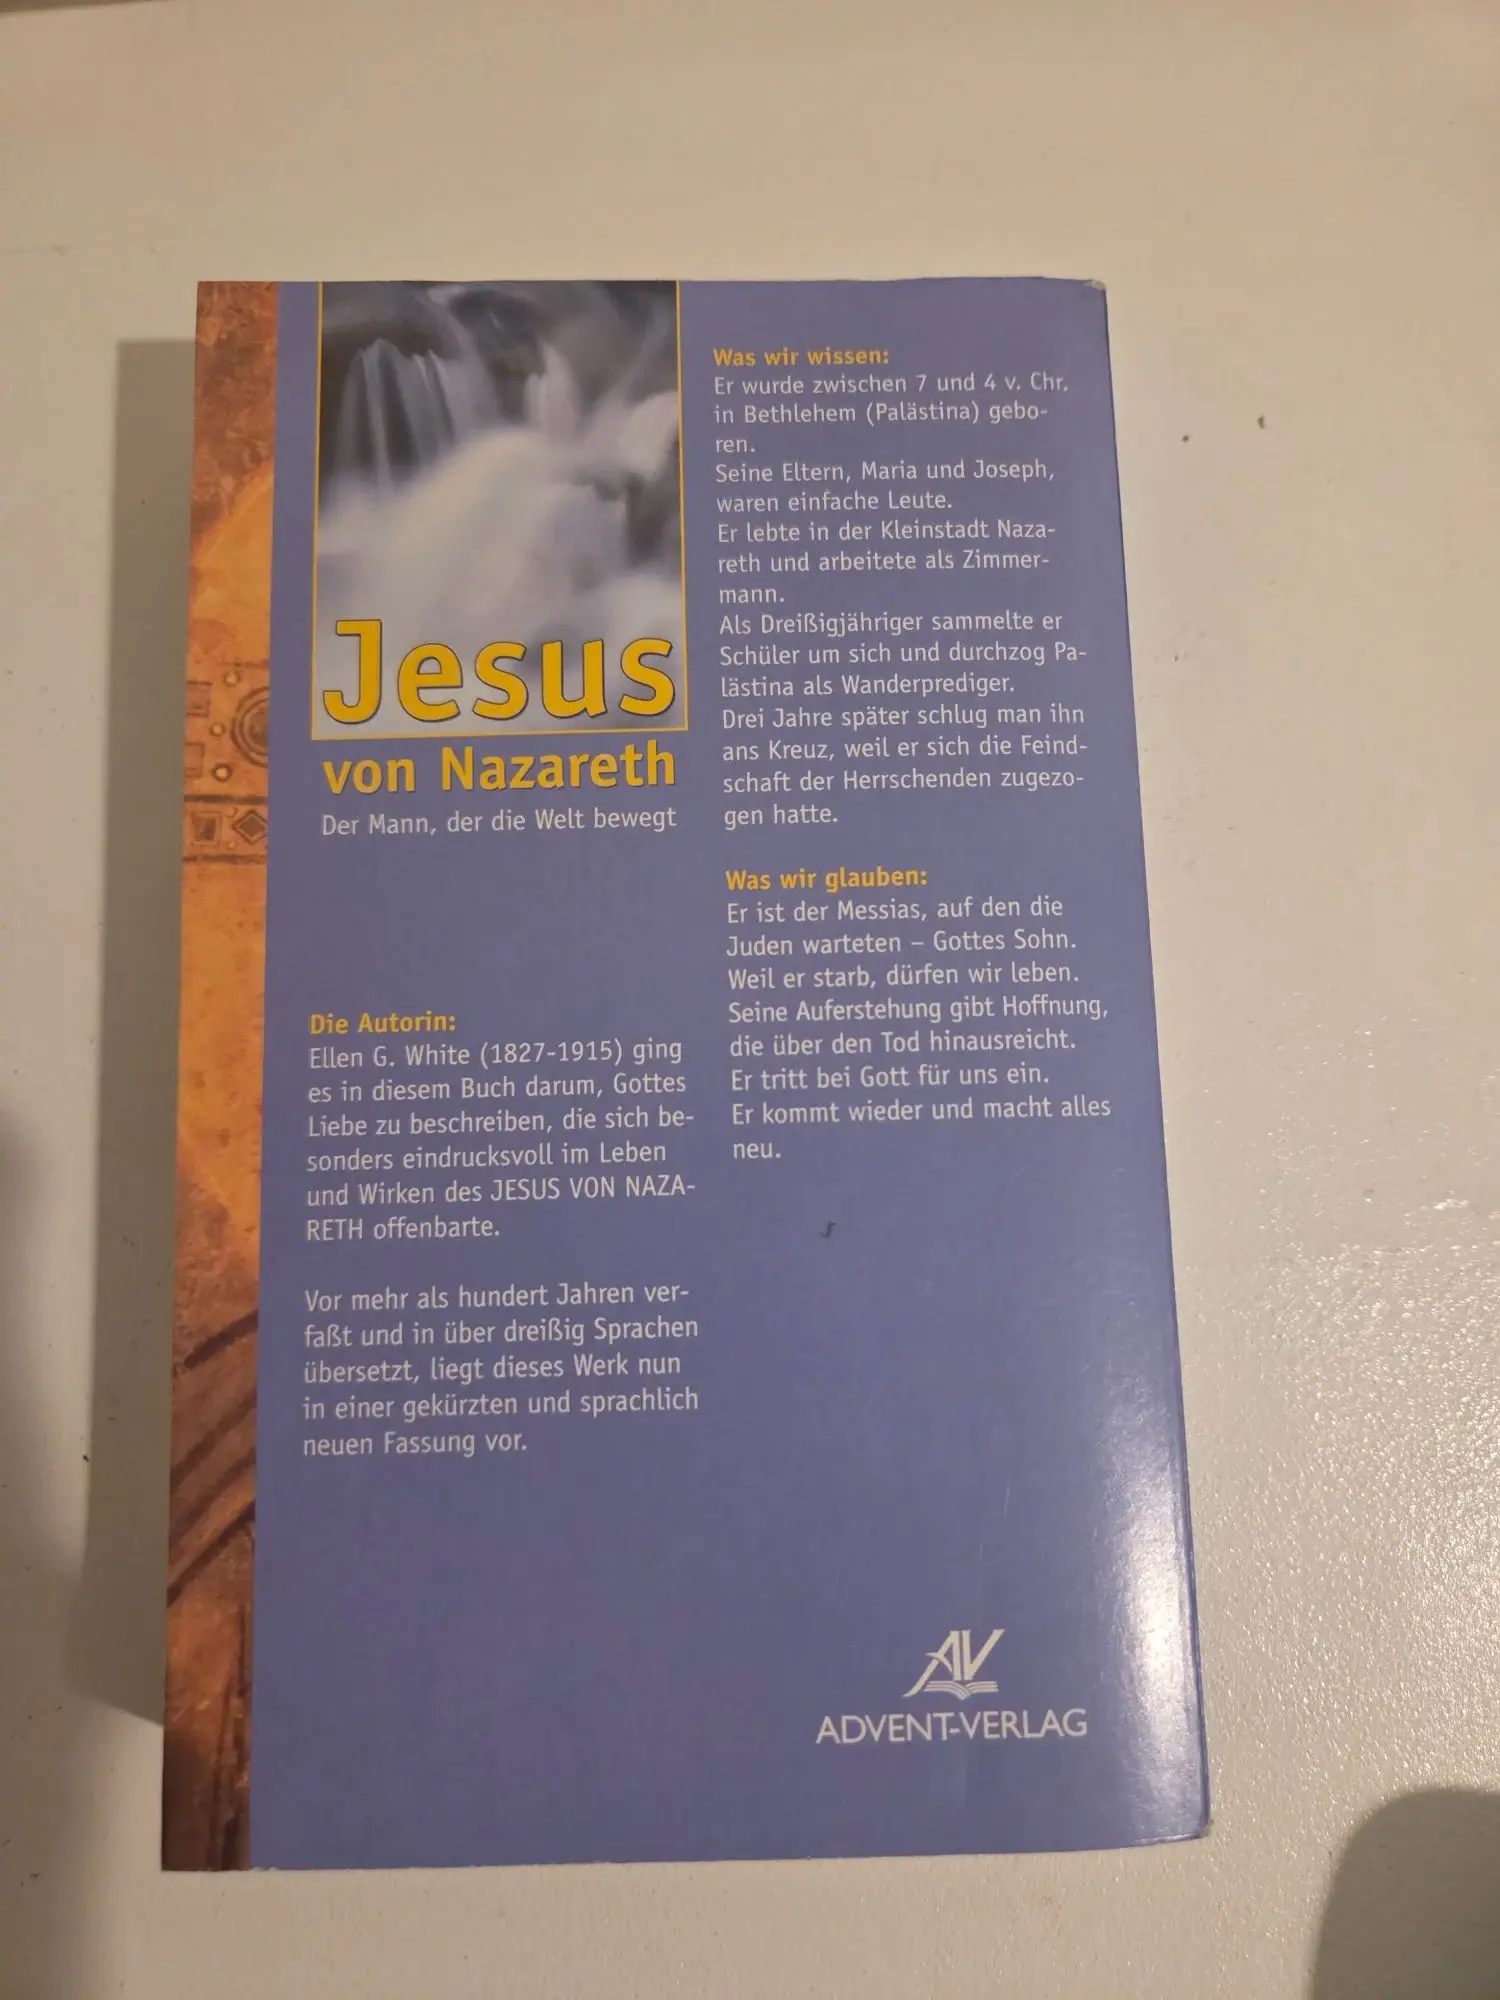 Jesus
von Nazareth
Der Mann, der die Welt bewegt
Die Autorin:
Ellen G. White (1827-1915) ging
es in diesem Buch darum, Gottes
Liebe zu beschreiben, die sich be-
sonders eindrucksvoll im Leben
und Wirken des JESUS VON NAZA-
RETH offenbarte.
Vor mehr als hundert Jahren ver-
faßt und in über dreißig Sprachen
übersetzt, liegt dieses Werk nun
in einer gekürzten und sprachlich
neuen Fassung vor.
Was wir wissen:
Er wurde zwischen 7 und 4 v. Chr.
in Bethlehem (Palästina) gebo-
ren.
Seine Eltern, Maria und Joseph,
waren einfache Leute.
Er lebte in der Kleinstadt Naza-
reth und arbeitete als Zimmer-
mann.
Als Dreißigjähriger sammelte er
Schüler um sich und durchzog Pa-
lästina als Wanderprediger.
Drei Jahre später schlug man ihn
ans Kreuz, weil er sich die Feind-
schaft der Herrschenden zugezo-
gen hatte.
Was wir glauben:
Er ist der Messias, auf den die
Juden warteten – Gottes Sohn.
Weil er starb, dürfen wir leben.
Seine Auferstehung gibt Hoffnung,
die über den Tod hinausreicht.
Er tritt bei Gott für uns ein.
Er kommt wieder und macht alles
neu.
AV
ADVENT-VERLAG